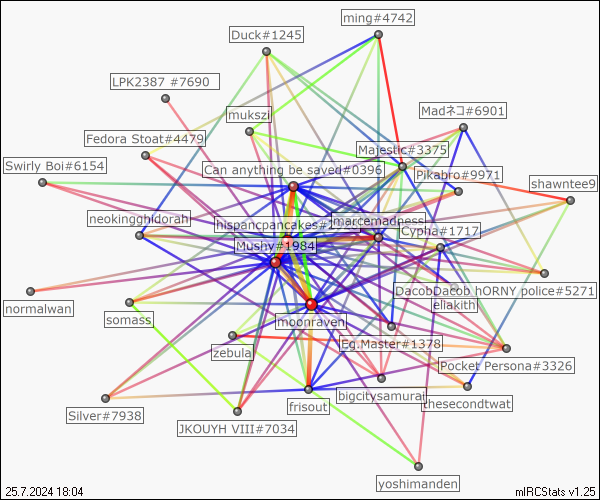 ming#4742
Duck#1245
LPK2387 #7690
Madネコ#6901
mukszi
Fedora Stoat#4479
Majestic#3375
Swirly Boi#6154
Can anything be saved#0396
Pikabro#9971
shawntee9
neokingghidorah
hispancpancakes#
marcemadness
Cypha#1717
Mushy#1984
DacobDacob hORNY police#5271
eliakith
normalwan
somass
moonraven
zebula
Eg.Master#1378
Pocket Persona#3326
bigcitysamurai
thesecondtwat
frisout
Silver#7938
JKOUYH VIII#7034
yoshimanden
25.7.2024 18:04
mIRCStats v1.25